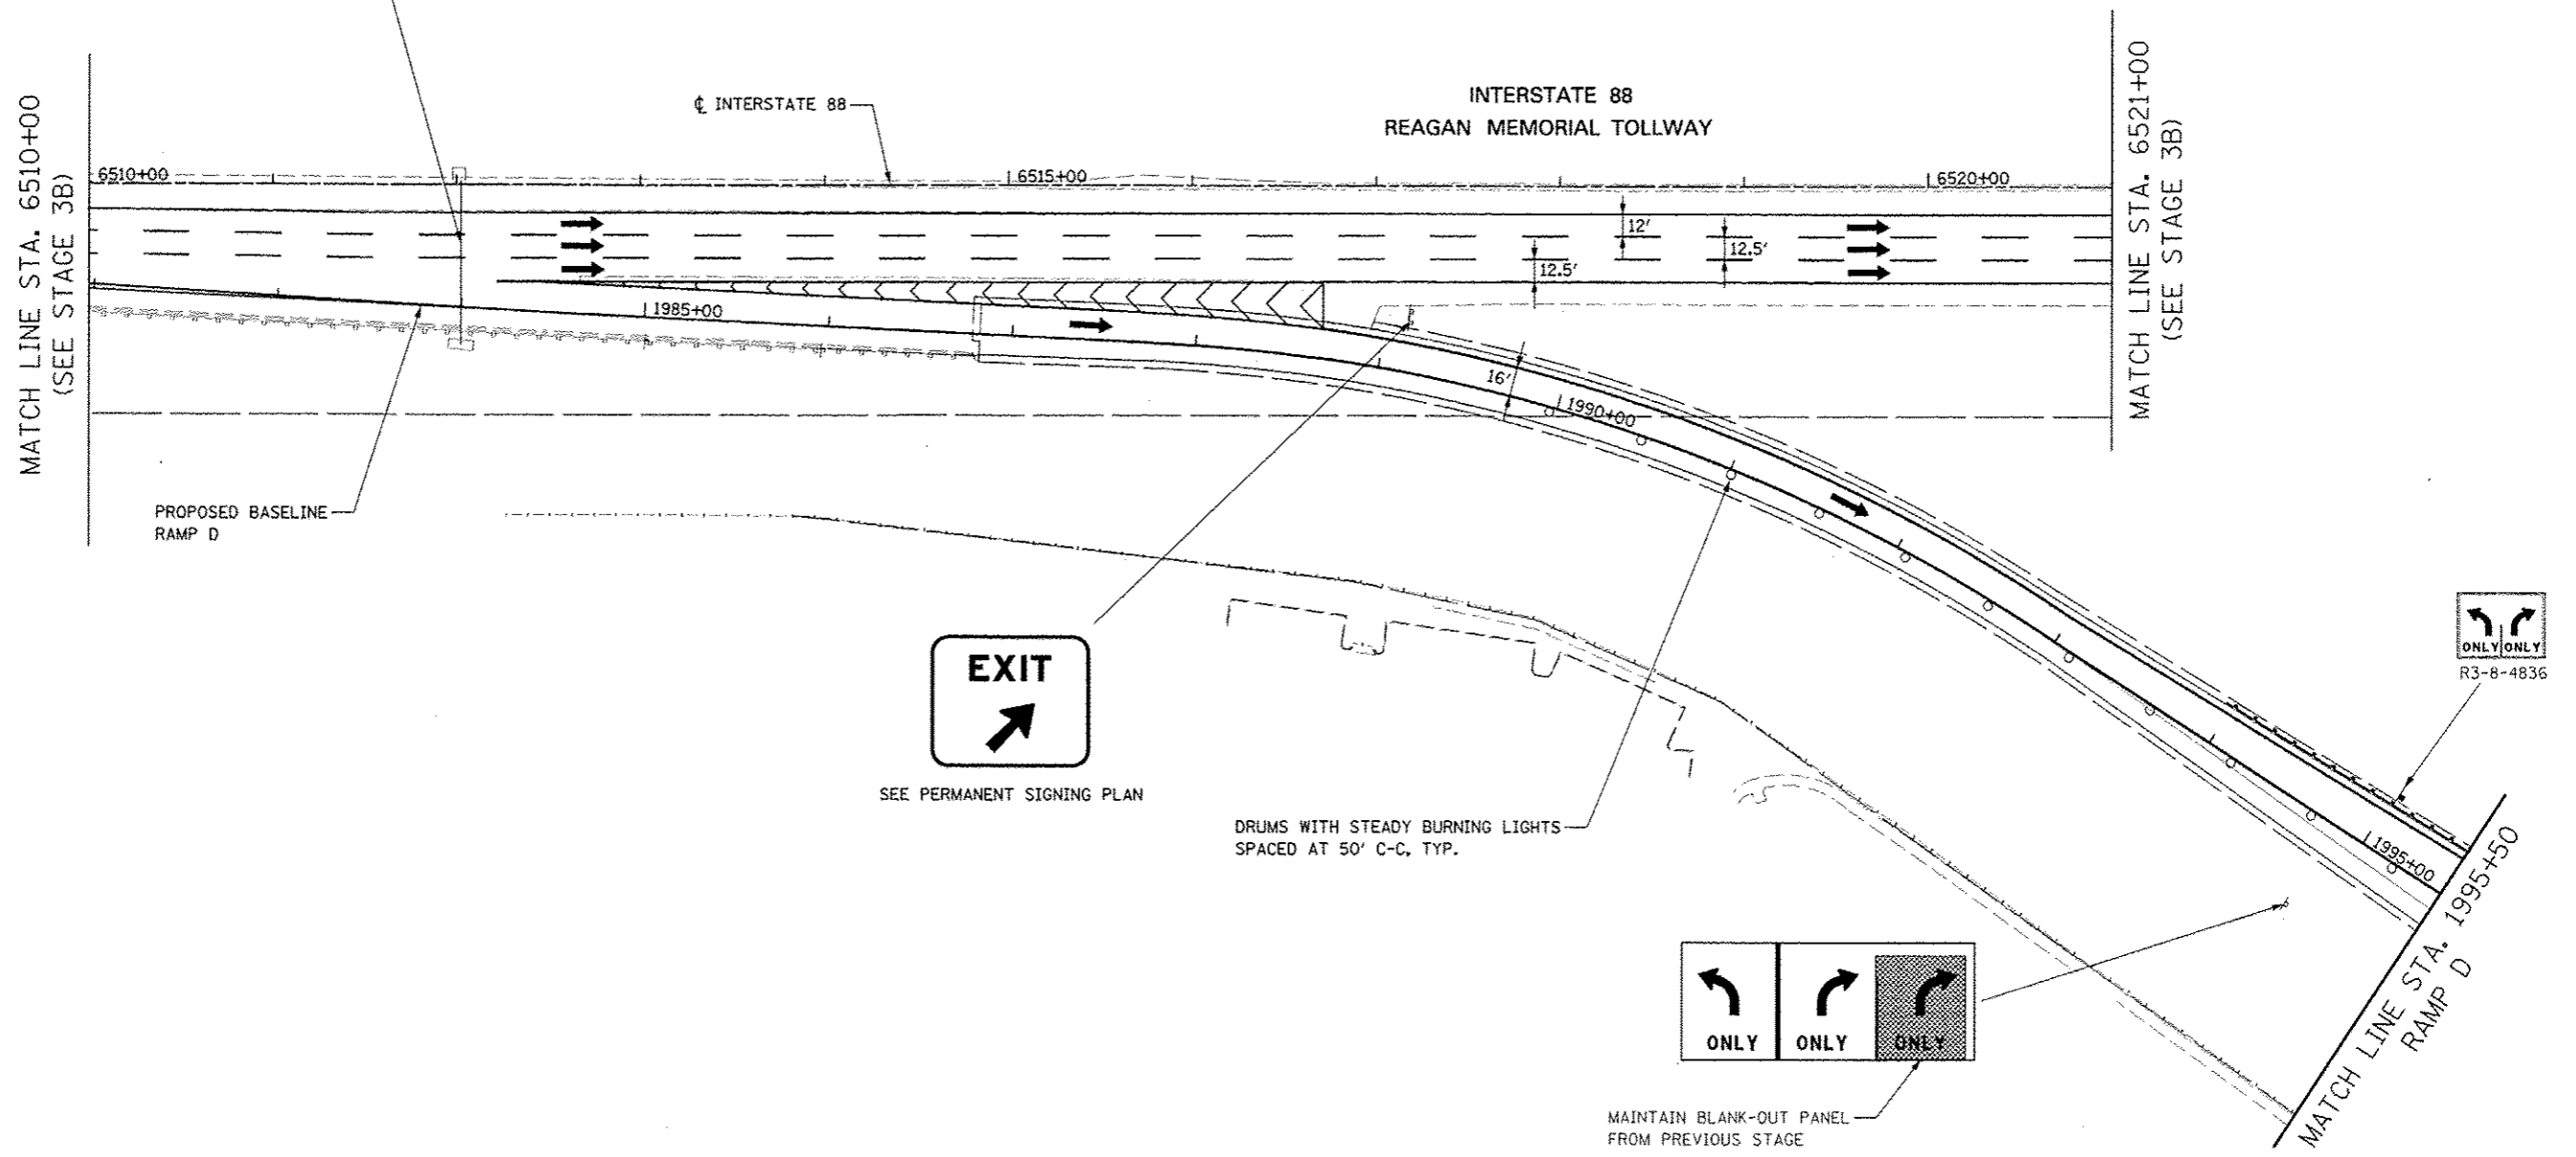 MATCH LINE STA. 6510+00
(SEE STAGE 3B)
℄ INTERSTATE 88
INTERSTATE 88
REAGAN MEMORIAL TOLLWAY
MATCH LINE STA. 6521+00
(SEE STAGE 3B)
6510+00
6515+00
6520+00
12'
12.5'
12.5'
1985+00
16'
1990+00
PROPOSED BASELINE
RAMP D
EXIT
SEE PERMANENT SIGNING PLAN
ONLY ONLY
R3-8-4836
DRUMS WITH STEADY BURNING LIGHTS
SPACED AT 50' C-C, TYP.
1995+00
MATCH LINE STA. 1995+50
RAMP D
ONLY ONLY ONLY
MAINTAIN BLANK-OUT PANEL
FROM PREVIOUS STAGE